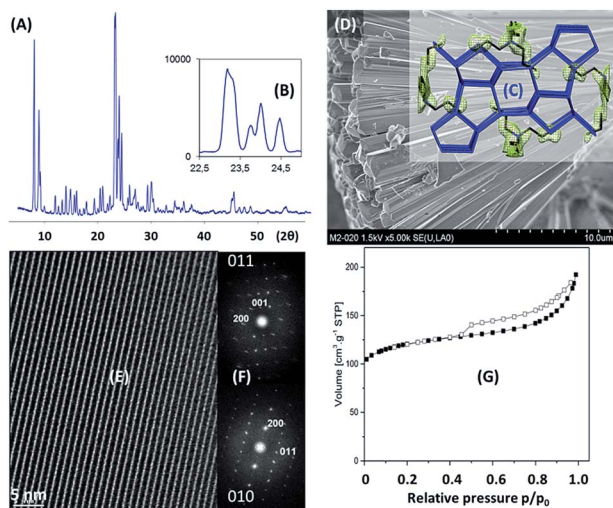 (A)
10000
(B)
0
22,5 23,5 24,5
10 20 30 40 50 (2θ)
(D)
(C)
M2-020 1.5kV x5.00k SE(U,LA0) 10.0um
(E)
5 nm
011
001
200
(F)
200
011
010
Volume [cm³.g⁻¹ STP]
200
150
100
50
0
(G)
0 0.2 0.4 0.6 0.8 1.0
Relative pressure p/p₀